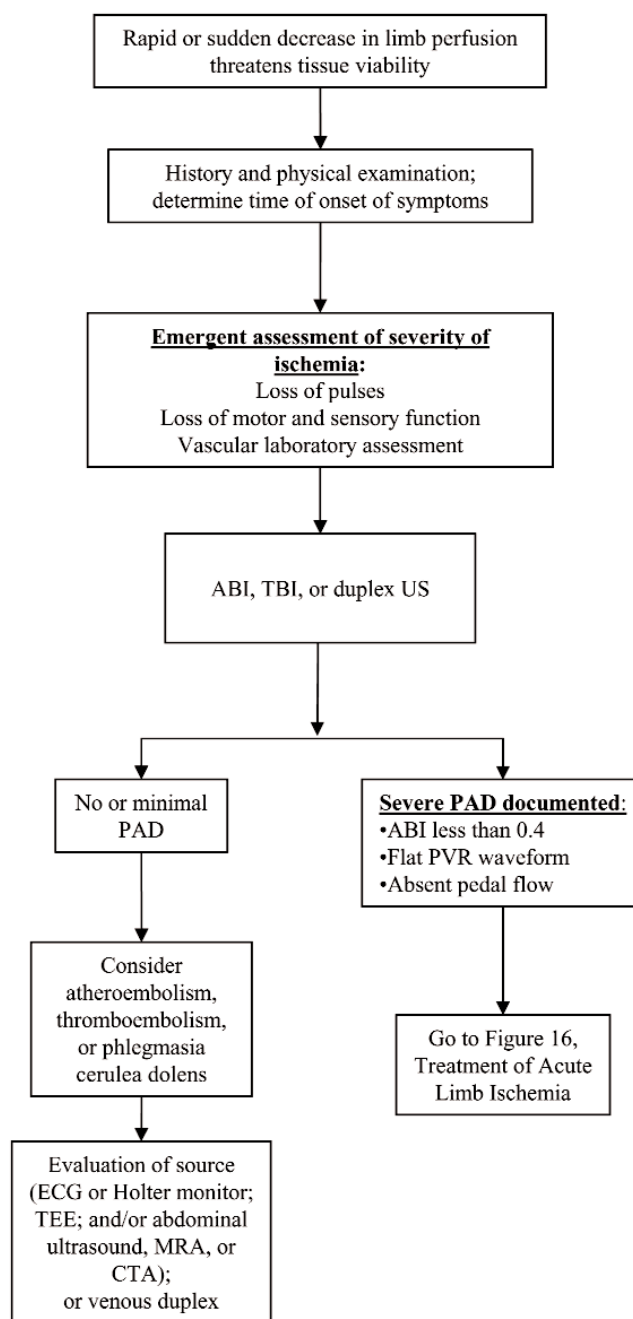 Rapid or sudden decrease in limb perfusion
threatens tissue viability
History and physical examination;
determine time of onset of symptoms
Emergent assessment of severity of
ischemia:
Loss of pulses
Loss of motor and sensory function
Vascular laboratory assessment
ABI, TBI, or duplex US
No or minimal
PAD
Severe PAD documented:
•ABI less than 0.4
•Flat PVR waveform
•Absent pedal flow
Consider
atheroembolism,
thromboembolism,
or phlegmasia
cerulea dolens
Go to Figure 16,
Treatment of Acute
Limb Ischemia
Evaluation of source
(ECG or Holter monitor;
TEE; and/or abdominal
ultrasound, MRA, or
CTA);
or venous duplex